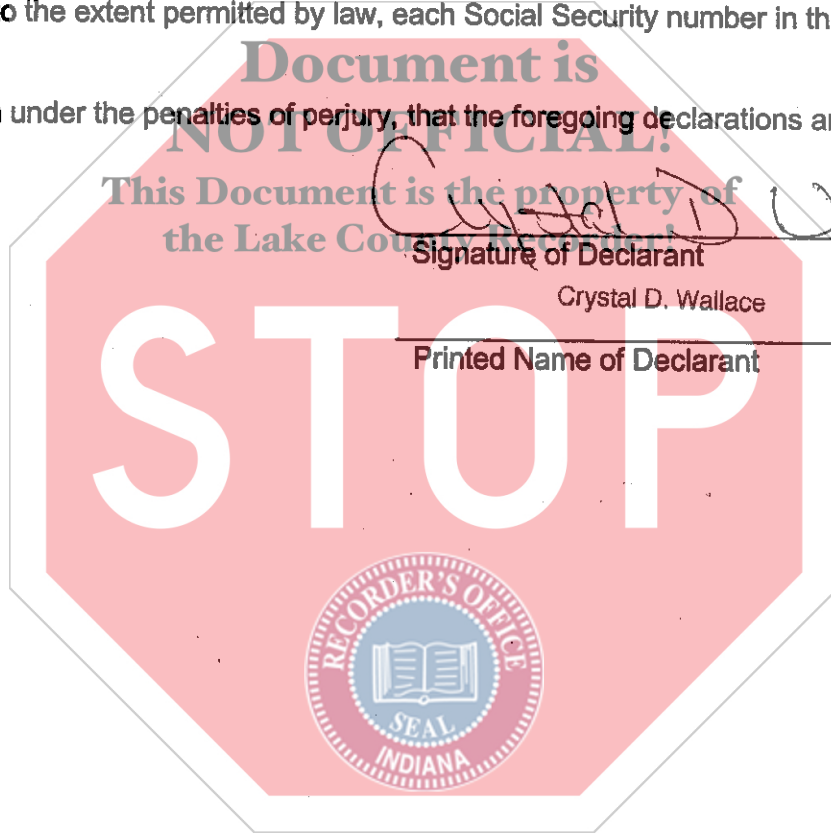 o the extent permitted by law, each Social Security number in th
Document is
under the penalties of perjury, that the foregoing declarations a
NOT OFFICIAL!
This Document is the property of
the Lake County Recorder!
Crystal D
Signature of Declarant
Crystal D. Wallace
Printed Name of Declarant
STOP
RECORDER'S OFFICE
SEAL
INDIANA